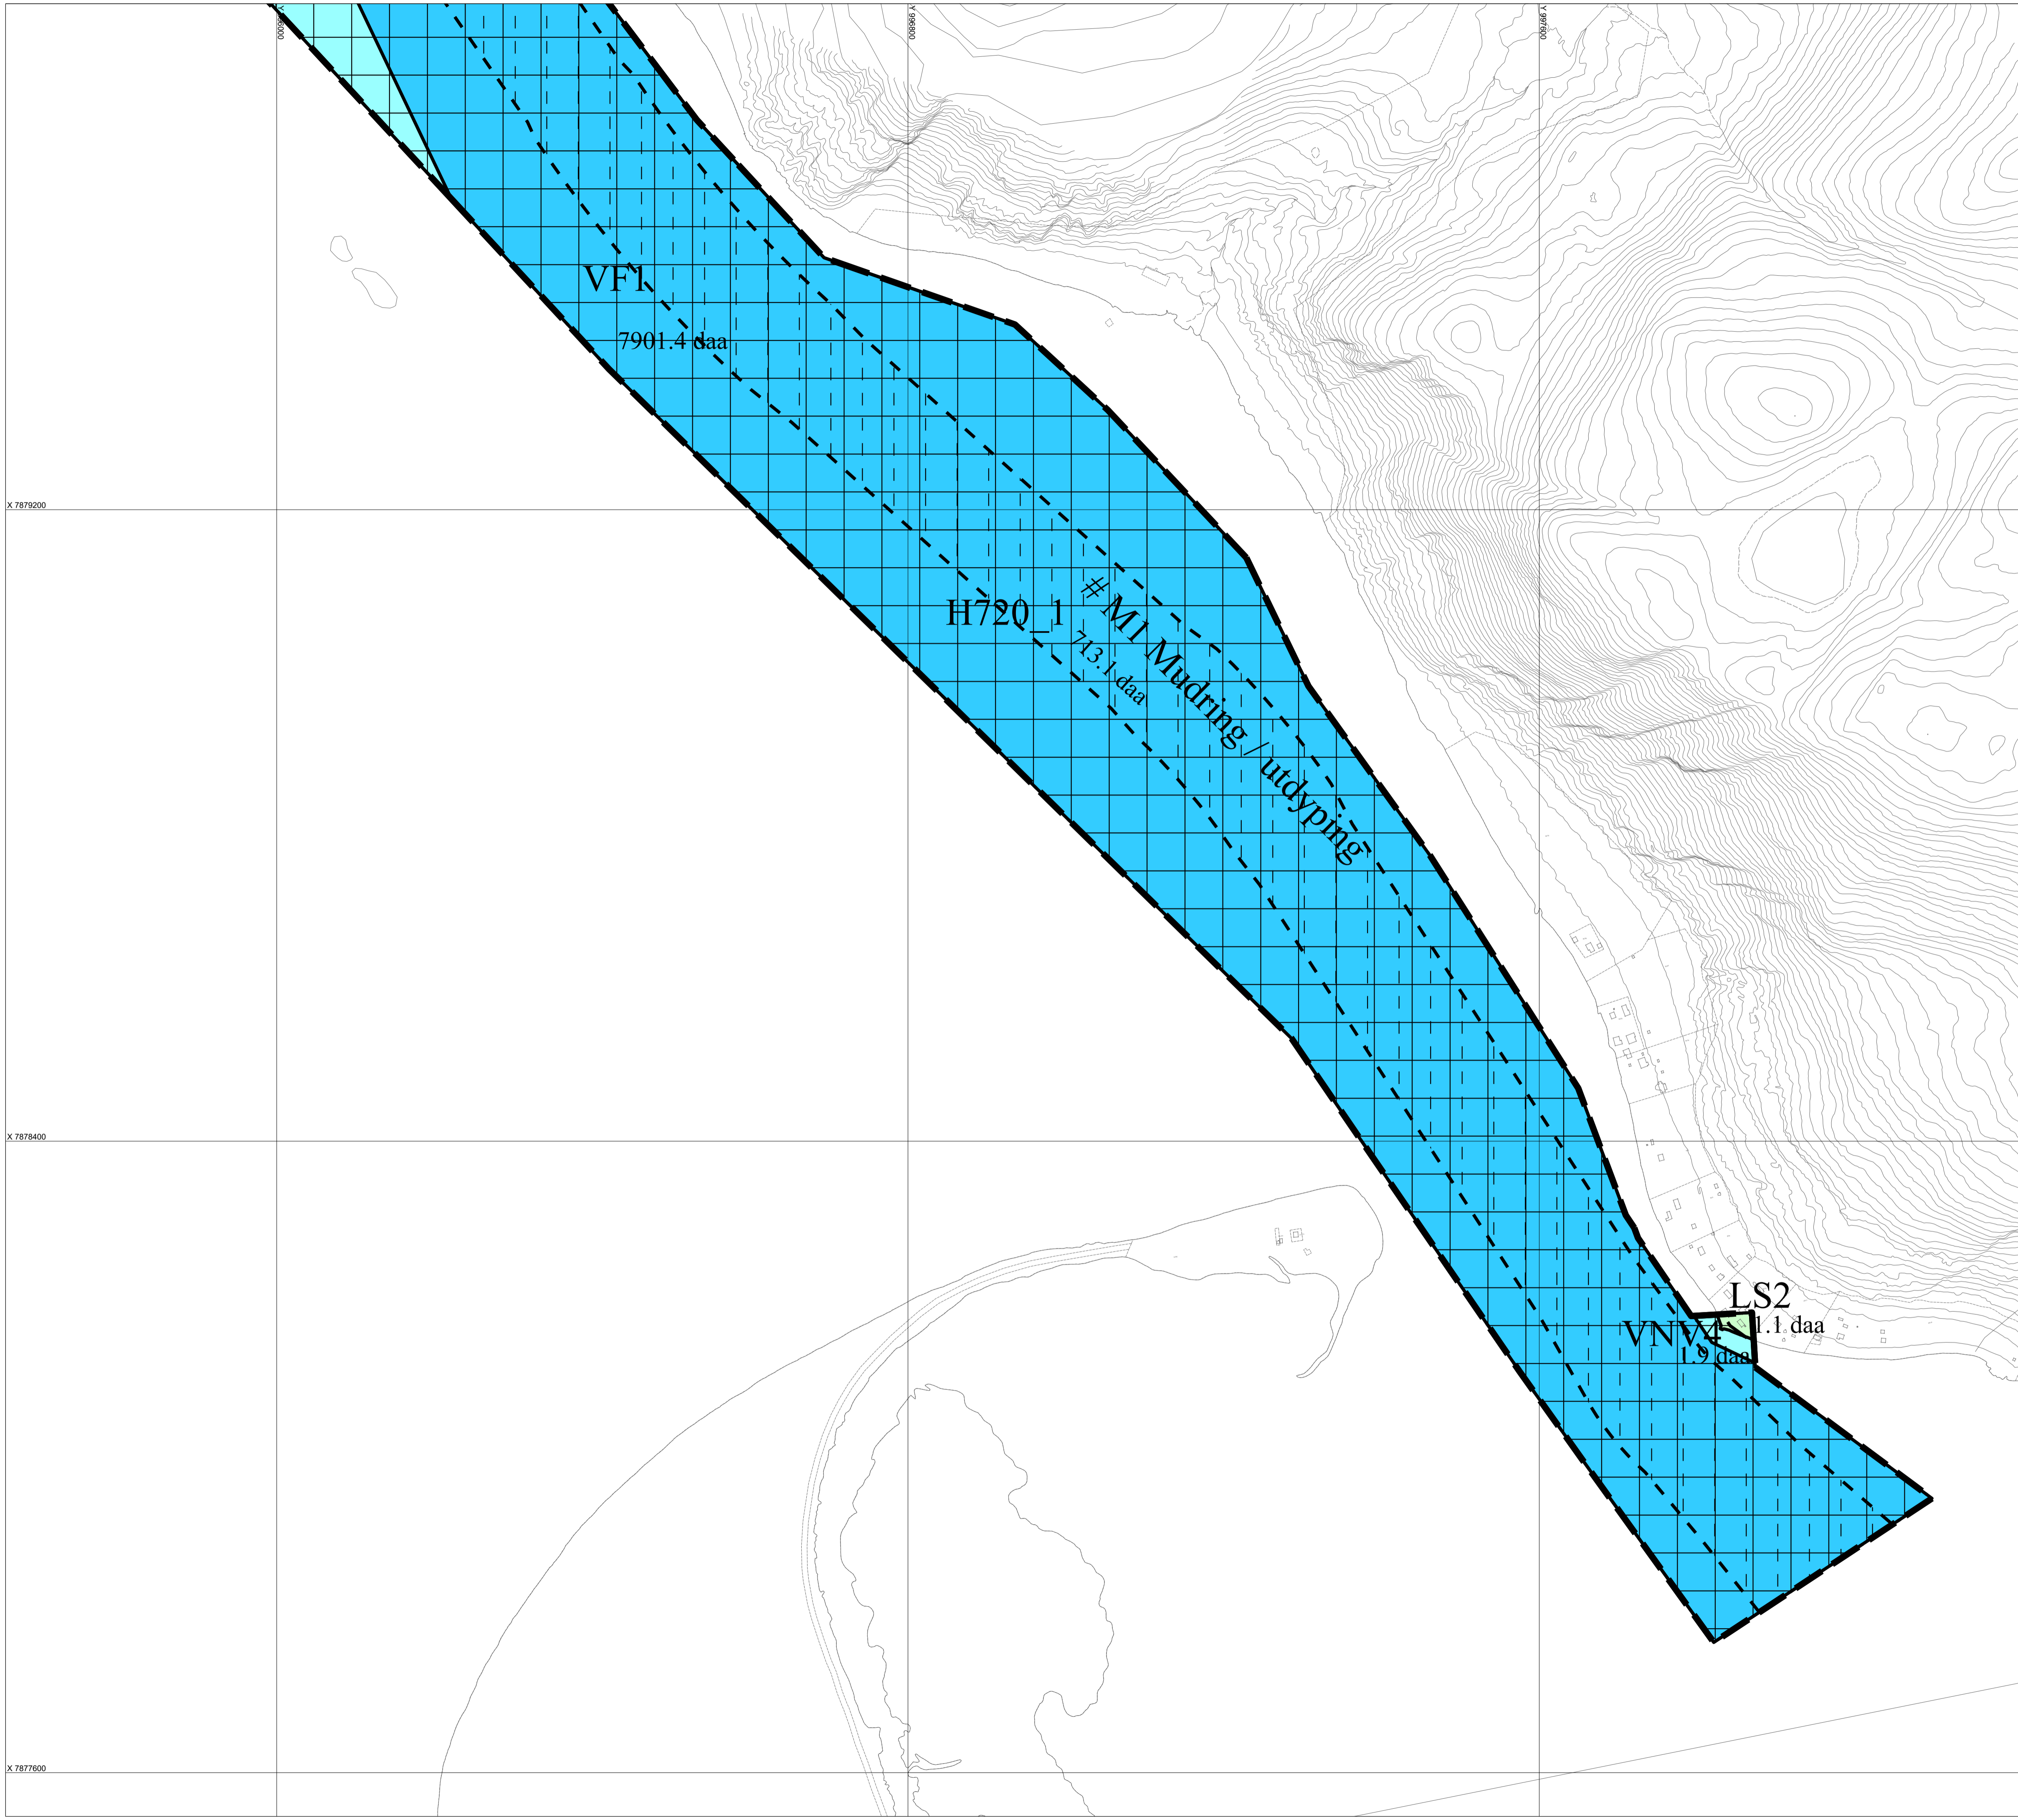 Y 996000
Y 996800
Y 997600
VF1
7901.4 daa
X 7879200
H720_1
# M1 Mudring / utdyping
713.1 daa
X 7878400
LS2
1.1 daa
VNV4
1.9 daa
X 7877600